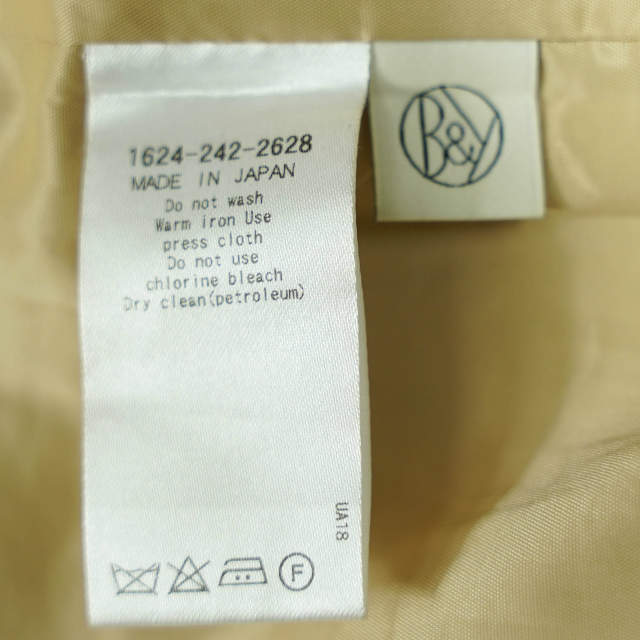 1624-242-2628
MADE IN JAPAN
Do not wash
Warm iron Use
press cloth
Do not use
chlorine bleach
Dry clean(petroleum)
UA18
F
B&Y